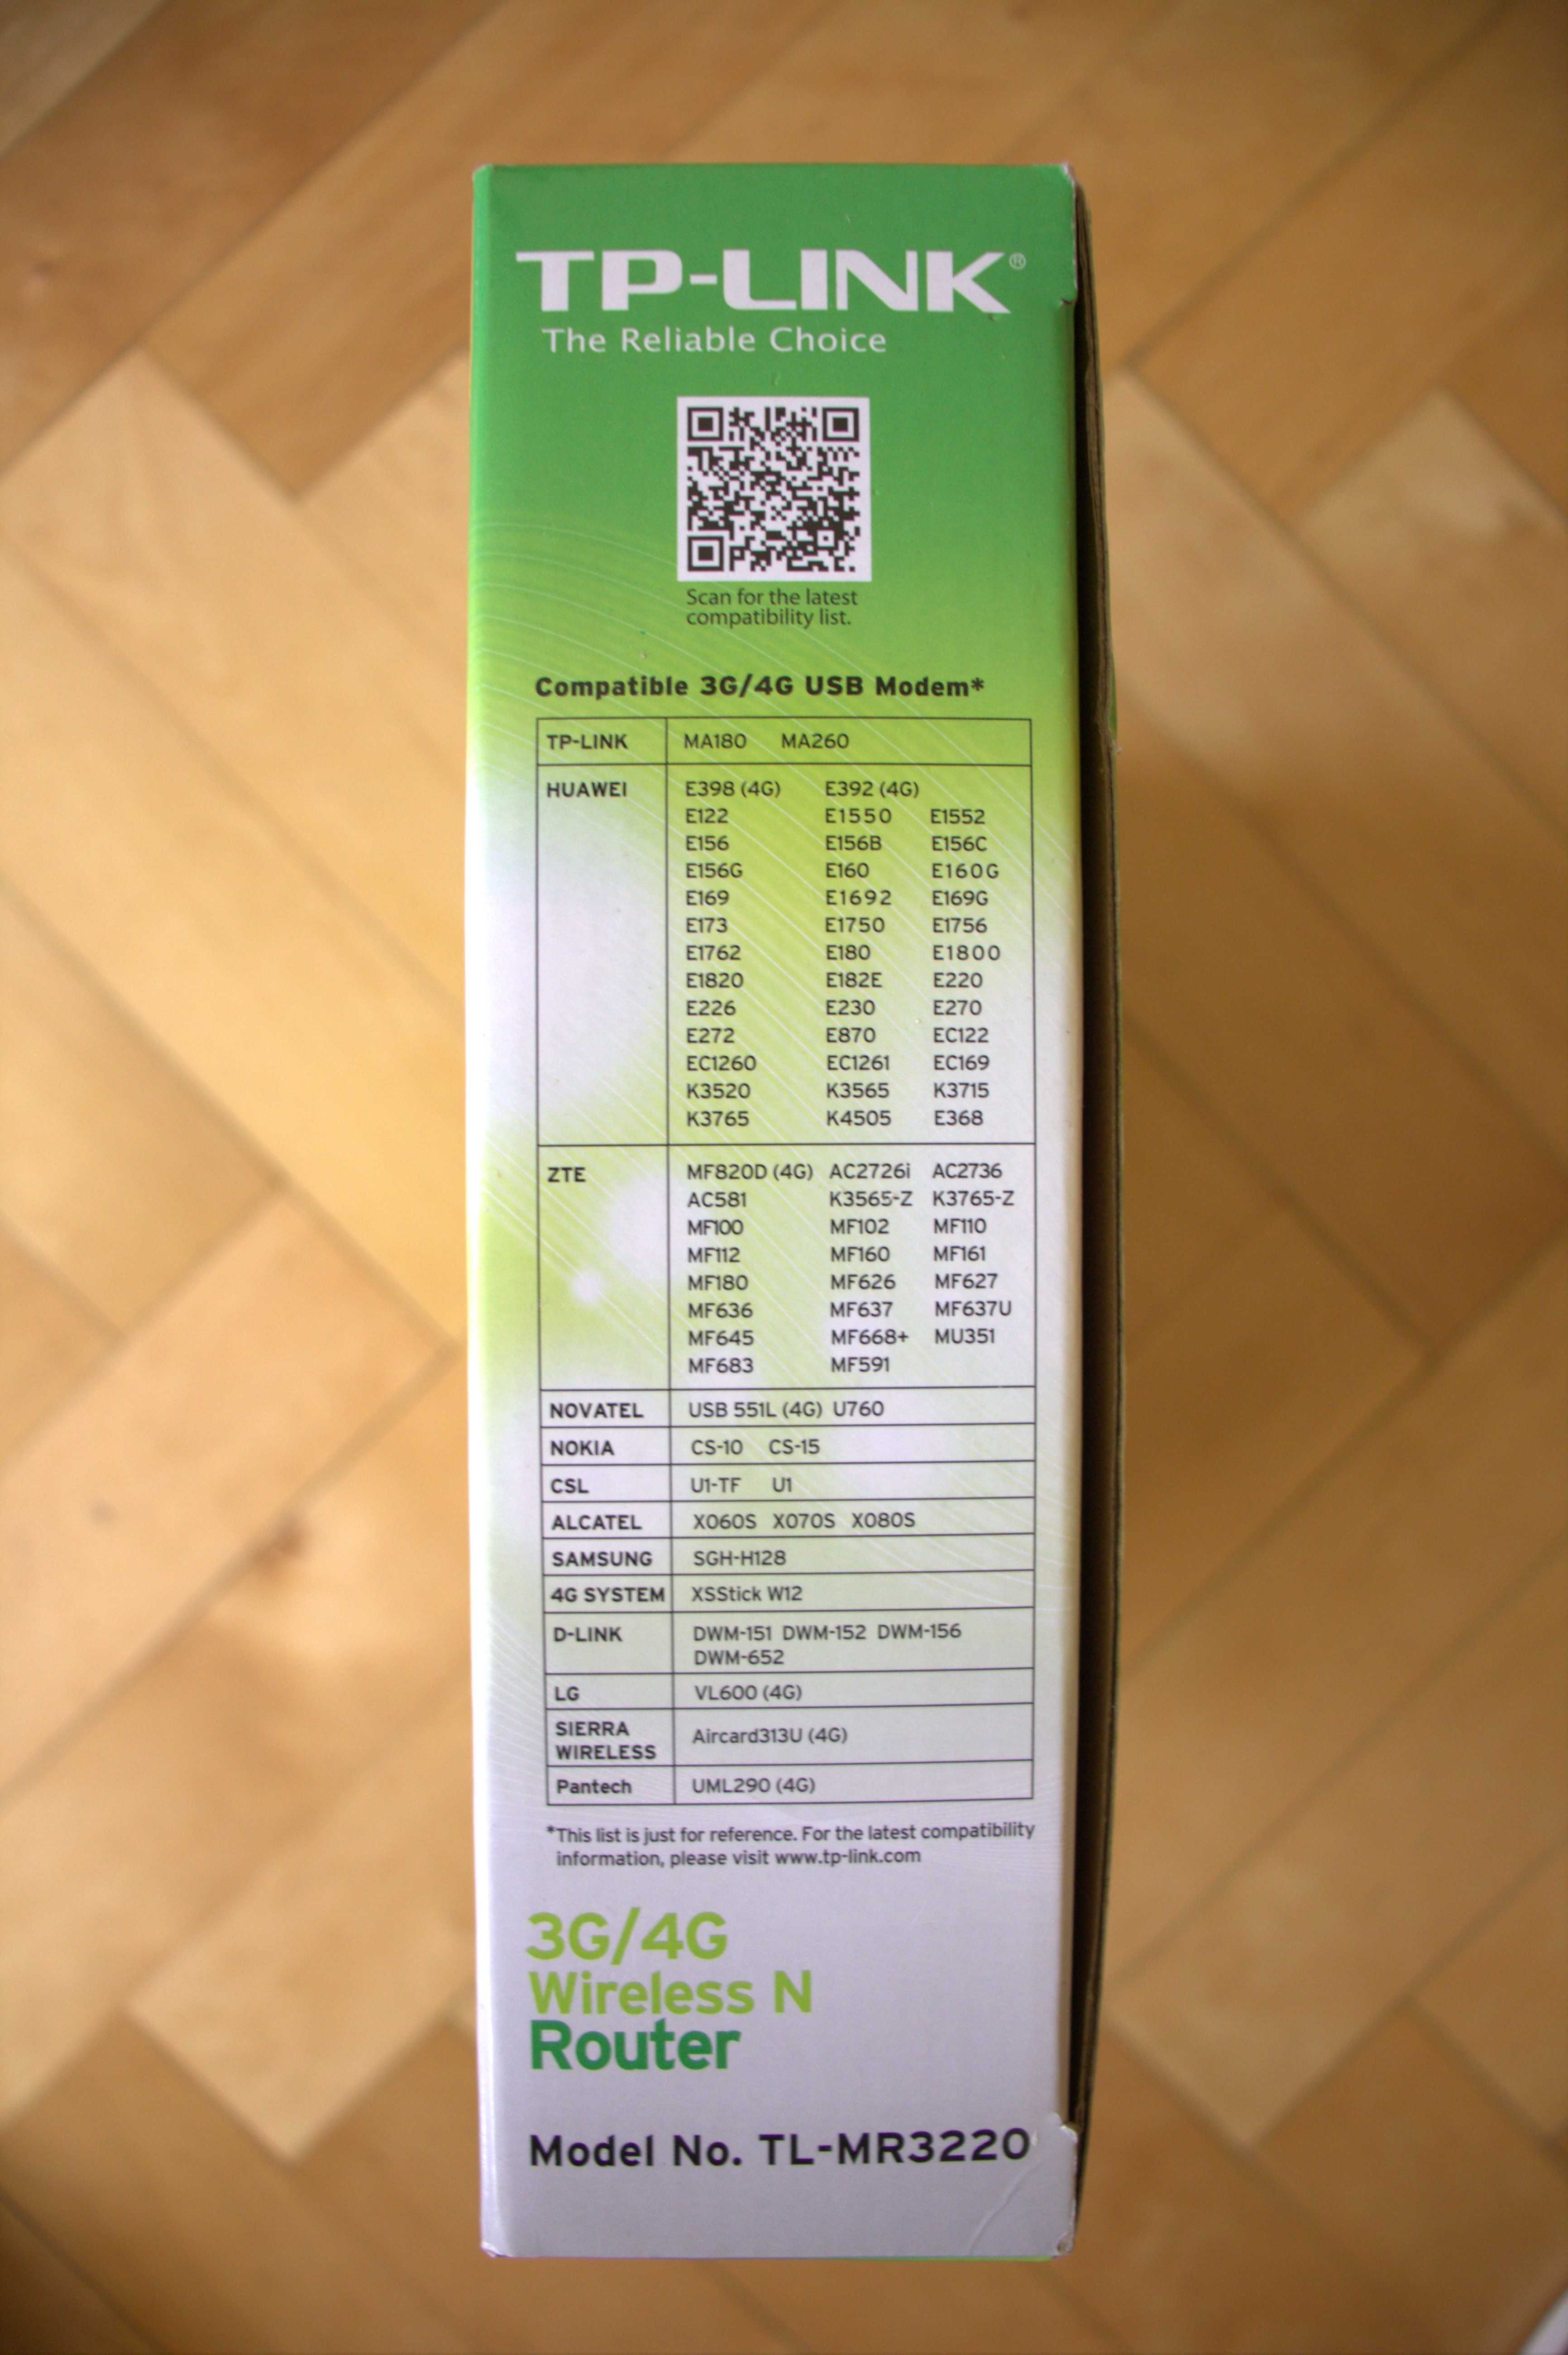 TP-LINK®
The Reliable Choice
Scan for the latest
compatibility list.
Compatible 3G/4G USB Modem*
TP-LINK MA180 MA260
HUAWEI E398 (4G) E392 (4G)
E122 E1550 E1552
E156 E156B E156C
E156G E160 E160G
E169 E1692 E169G
E173 E1750 E1756
E1762 E180 E1800
E1820 E182E E220
E226 E230 E270
E272 E870 EC122
EC1260 EC1261 EC169
K3520 K3565 K3715
K3765 K4505 E368
ZTE MF820D (4G) AC2726i AC2736
AC581 K3565-Z K3765-Z
MF100 MF102 MF110
MF112 MF160 MF161
MF180 MF626 MF627
MF636 MF637 MF637U
MF645 MF668+ MU351
MF683 MF591
NOVATEL USB 551L (4G) U760
NOKIA CS-10 CS-15
CSL U1-TF U1
ALCATEL X060S X070S X080S
SAMSUNG SGH-H128
4G SYSTEM XSStick W12
D-LINK DWM-151 DWM-152 DWM-156
DWM-652
LG VL600 (4G)
SIERRA
WIRELESS Aircard313U (4G)
Pantech UML290 (4G)
*This list is just for reference. For the latest compatibility
information, please visit www.tp-link.com
3G/4G
Wireless N
Router
Model No. TL-MR3220